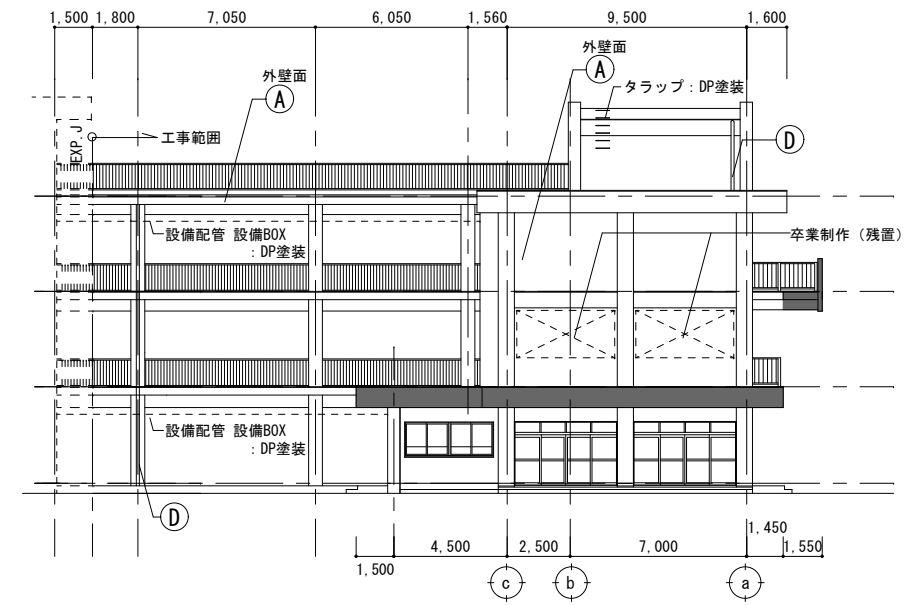 1,500 1,800 7,050 6,050 1,560 9,500 1,600
外壁面
A
外壁面
A
タラップ：DP塗装
EXP.J
工事範囲
D
設備配管 設備BOX
：DP塗装
卒業制作（残置）
設備配管 設備BOX
：DP塗装
D
1,450
4,500 2,500 7,000 1,550
1,500
c b a